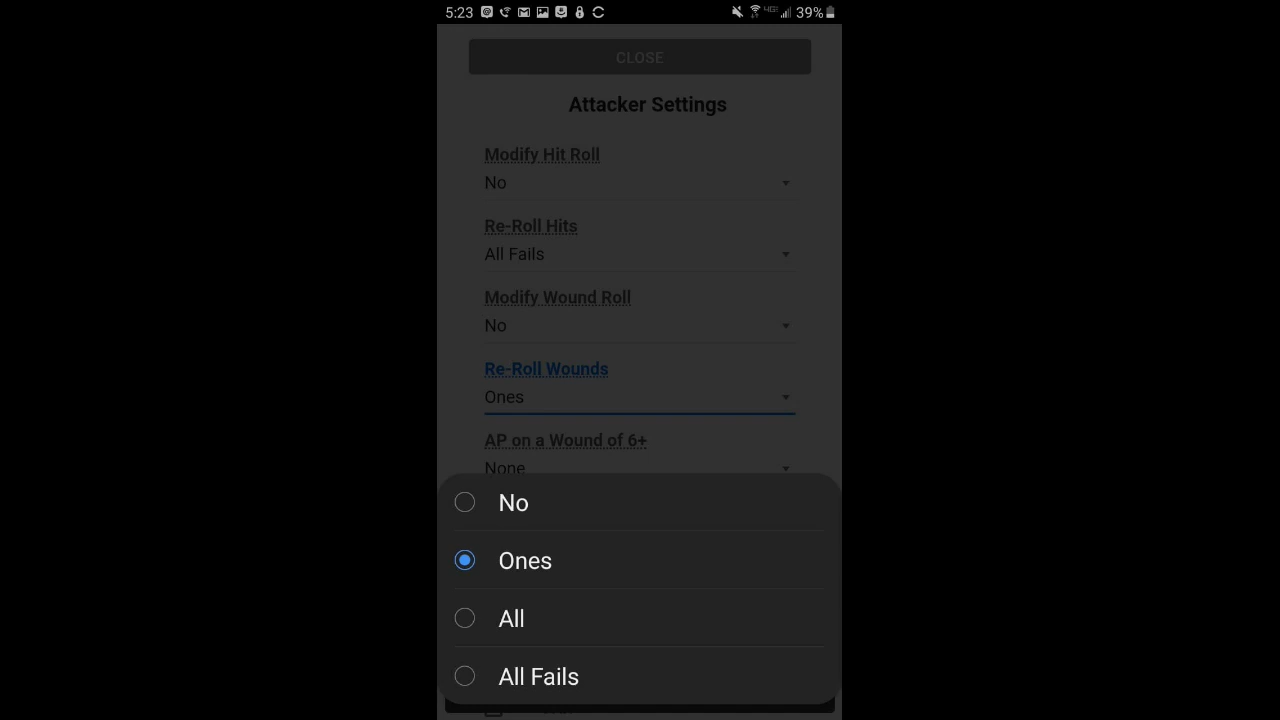 5:23 39%
CLOSE
Attacker Settings
Modify Hit Roll
No
Re-Roll Hits
All Fails
Modify Wound Roll
No
Re-Roll Wounds
Ones
AP on a Wound of 6+
None
No
Ones
All
All Fails